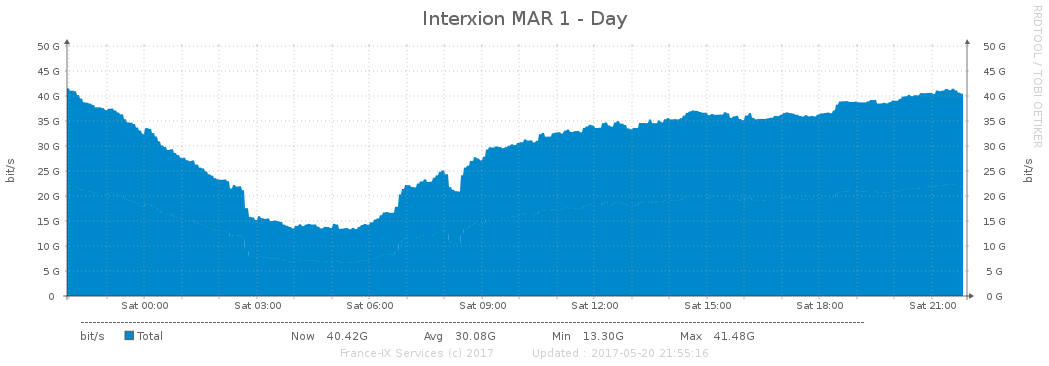 Interxion MAR 1 - Day
RRDTOOL / TOBI OETIKER
50 G 50 G
45 G 45 G
40 G 40 G
35 G 35 G
30 G 30 G
25 G 25 G
20 G 20 G
15 G 15 G
10 G 10 G
5 G 5 G
0 0 G
bit/s bit/s
Sat 00:00 Sat 03:00 Sat 06:00 Sat 09:00 Sat 12:00 Sat 15:00 Sat 18:00 Sat 21:00
bit/s Total Now 40.42G Avg 30.08G Min 13.30G Max 41.48G
France-IX Services (c) 2017 Updated : 2017-05-20 21:55:16